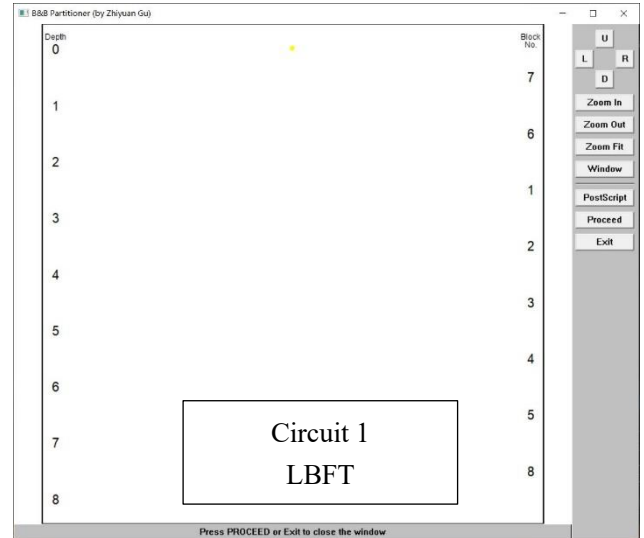 B&B Partitioner (by Zhiyuan Gu)
Depth
0
1
2
3
4
5
6
7
8
Block
No.
7
6
1
2
3
4
5
8
Circuit 1
LBFT
U
L R
D
Zoom In
Zoom Out
Zoom Fit
Window
PostScript
Proceed
Exit
Press PROCEED or Exit to close the window